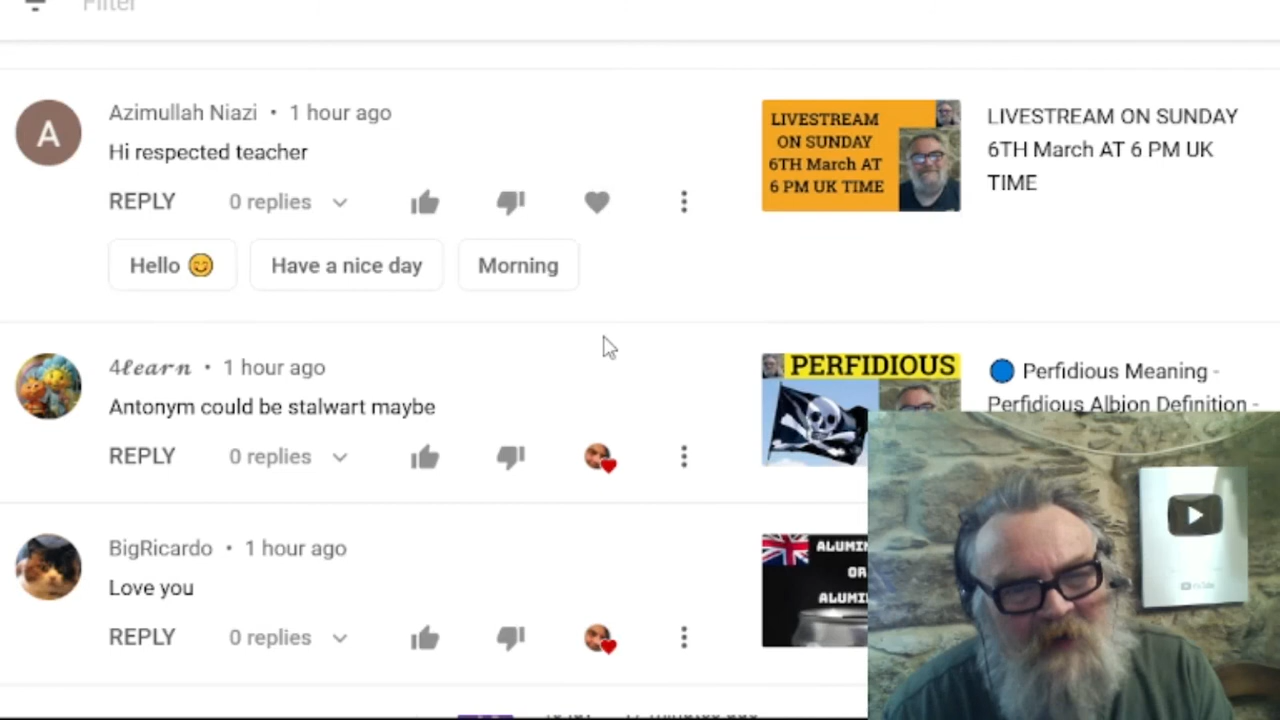 Filter
Azimullah Niazi • 1 hour ago
Hi respected teacher
REPLY 0 replies
Hello 😊 Have a nice day Morning
LIVESTREAM
ON SUNDAY
6TH March AT
6 PM UK TIME
LIVESTREAM ON SUNDAY
6TH March AT 6 PM UK
TIME
4𝓵𝓮𝓪𝓻𝓷 • 1 hour ago
Antonym could be stalwart maybe
REPLY 0 replies
PERFIDIOUS
🔵 Perfidious Meaning -
Perfidious Albion Definition -
BigRicardo • 1 hour ago
Love you
REPLY 0 replies
ALUMIN
OR
ALUMI